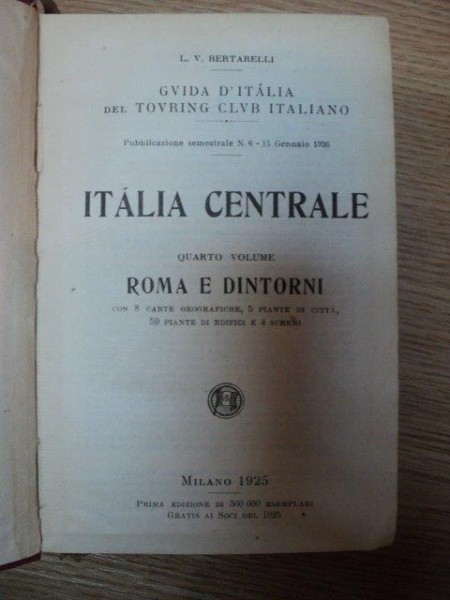 L. V. BERTARELLI
GVIDA D'ITÁLIA
DEL TOVRING CLVB ITALIANO
Pubblicazione semestrale N. 6 - 15 Gennaio 1926
ITÁLIA CENTRALE
QUARTO VOLUME
ROMA E DINTORNI
CON 8 CARTE GEOGRAFICHE, 5 PIANTE DI CITTÀ,
59 PIANTE DI EDIFICI E 4 SCHEMI
MILANO 1925
PRIMA EDIZIONE DI 360 000 ESEMPLARI
GRATIS AI SOCI DEL 1925